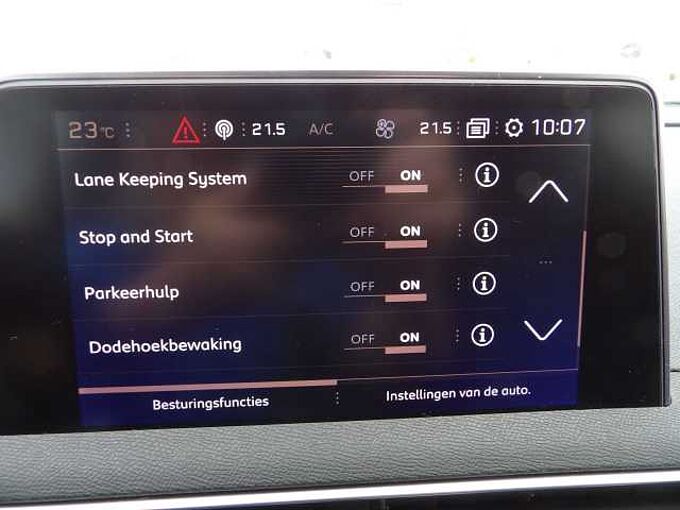 23°C 21.5 A/C 21.5 10:07
Lane Keeping System OFF ON
Stop and Start OFF ON
Parkeerhulp OFF ON
Dodehoekbewaking OFF ON
Besturingsfuncties Instellingen van de auto.